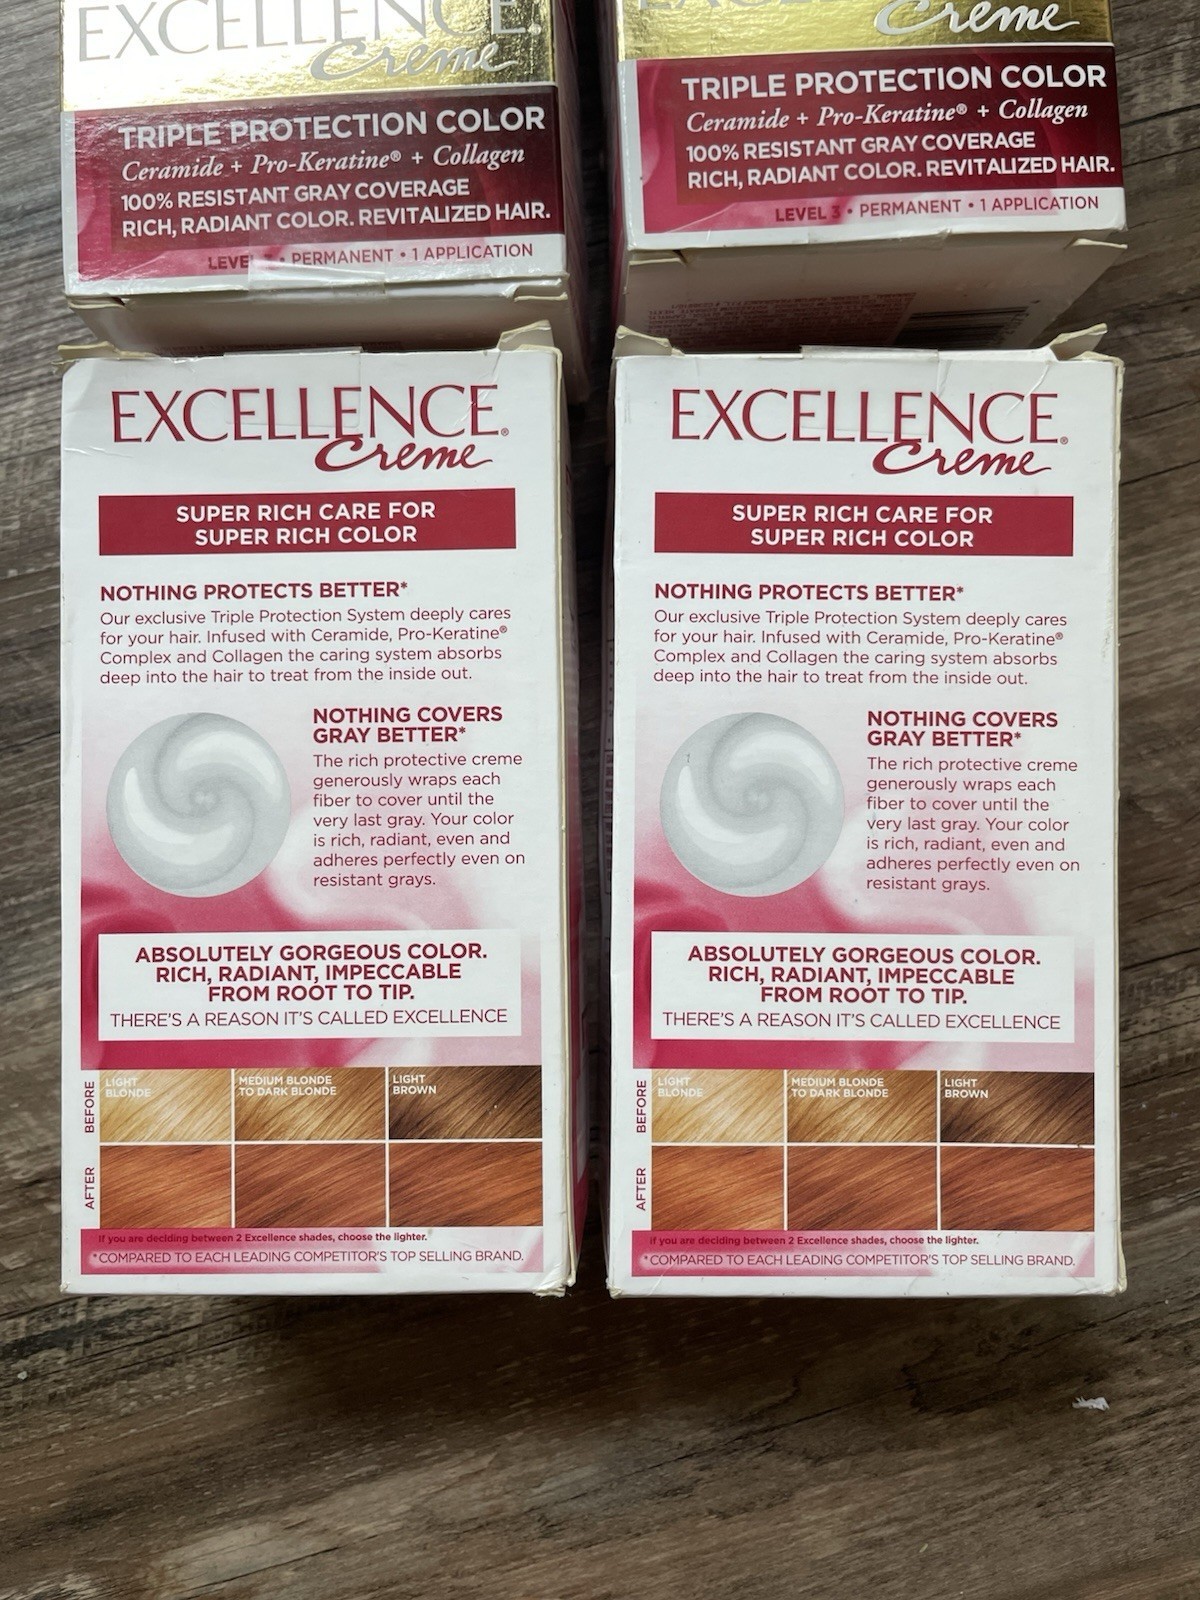 EXCELLENCE®
Creme
TRIPLE PROTECTION COLOR
Ceramide + Pro-Keratine® + Collagen
100% RESISTANT GRAY COVERAGE
RICH, RADIANT COLOR. REVITALIZED HAIR.
LEVEL 3 • PERMANENT • 1 APPLICATION
EXCELLENCE
Creme
TRIPLE PROTECTION COLOR
Ceramide + Pro-Keratine® + Collagen
100% RESISTANT GRAY COVERAGE
RICH, RADIANT COLOR. REVITALIZED HAIR.
LEVEL 3 • PERMANENT • 1 APPLICATION
EXCELLENCE®
Creme
SUPER RICH CARE FOR
SUPER RICH COLOR
NOTHING PROTECTS BETTER*
Our exclusive Triple Protection System deeply cares
for your hair. Infused with Ceramide, Pro-Keratine®
Complex and Collagen the caring system absorbs
deep into the hair to treat from the inside out.
NOTHING COVERS
GRAY BETTER*
The rich protective creme
generously wraps each
fiber to cover until the
very last gray. Your color
is rich, radiant, even and
adheres perfectly even on
resistant grays.
ABSOLUTELY GORGEOUS COLOR.
RICH, RADIANT, IMPECCABLE
FROM ROOT TO TIP.
THERE'S A REASON IT'S CALLED EXCELLENCE
BEFORE
LIGHT
BLONDE
MEDIUM BLONDE
TO DARK BLONDE
LIGHT
BROWN
AFTER
If you are deciding between 2 Excellence shades, choose the lighter.
*COMPARED TO EACH LEADING COMPETITOR'S TOP SELLING BRAND.
EXCELLENCE®
Creme
SUPER RICH CARE FOR
SUPER RICH COLOR
NOTHING PROTECTS BETTER*
Our exclusive Triple Protection System deeply cares
for your hair. Infused with Ceramide, Pro-Keratine®
Complex and Collagen the caring system absorbs
deep into the hair to treat from the inside out.
NOTHING COVERS
GRAY BETTER*
The rich protective creme
generously wraps each
fiber to cover until the
very last gray. Your color
is rich, radiant, even and
adheres perfectly even on
resistant grays.
ABSOLUTELY GORGEOUS COLOR.
RICH, RADIANT, IMPECCABLE
FROM ROOT TO TIP.
THERE'S A REASON IT'S CALLED EXCELLENCE
BEFORE
LIGHT
BLONDE
MEDIUM BLONDE
TO DARK BLONDE
LIGHT
BROWN
AFTER
If you are deciding between 2 Excellence shades, choose the lighter.
*COMPARED TO EACH LEADING COMPETITOR'S TOP SELLING BRAND.